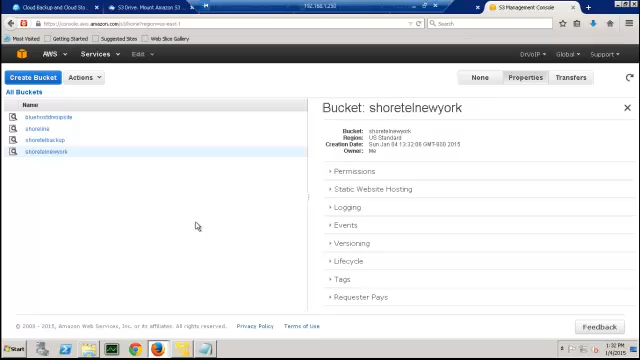 Cloud Backup and Cloud Sto...
S3 Drive. Mount Amazon S3 ...
192.168.1.250
S3 Management Console
https://console.aws.amazon.com/s3/home?region=us-east-1
Search
Most Visited
Getting Started
Suggested Sites
Web Slice Gallery
AWS
Services
Edit
DrVoIP
Global
Support
Create Bucket
Actions
None
Properties
Transfers
All Buckets
Name
shoreline
shoretelbackup
shoretelnewyork
Bucket: shoretelnewyork
Bucket: shoretelnewyork
Region: US Standard
Creation Date: Sun Jan 04 13:32:06 GMT-800 2015
Owner: Me
Permissions
Static Website Hosting
Logging
Events
Versioning
Lifecycle
Tags
Requester Pays
© 2008 - 2015, Amazon Web Services, Inc. or its affiliates. All rights reserved.
Privacy Policy
Terms of Use
Feedback
Start
1:32 PM
1/4/2015